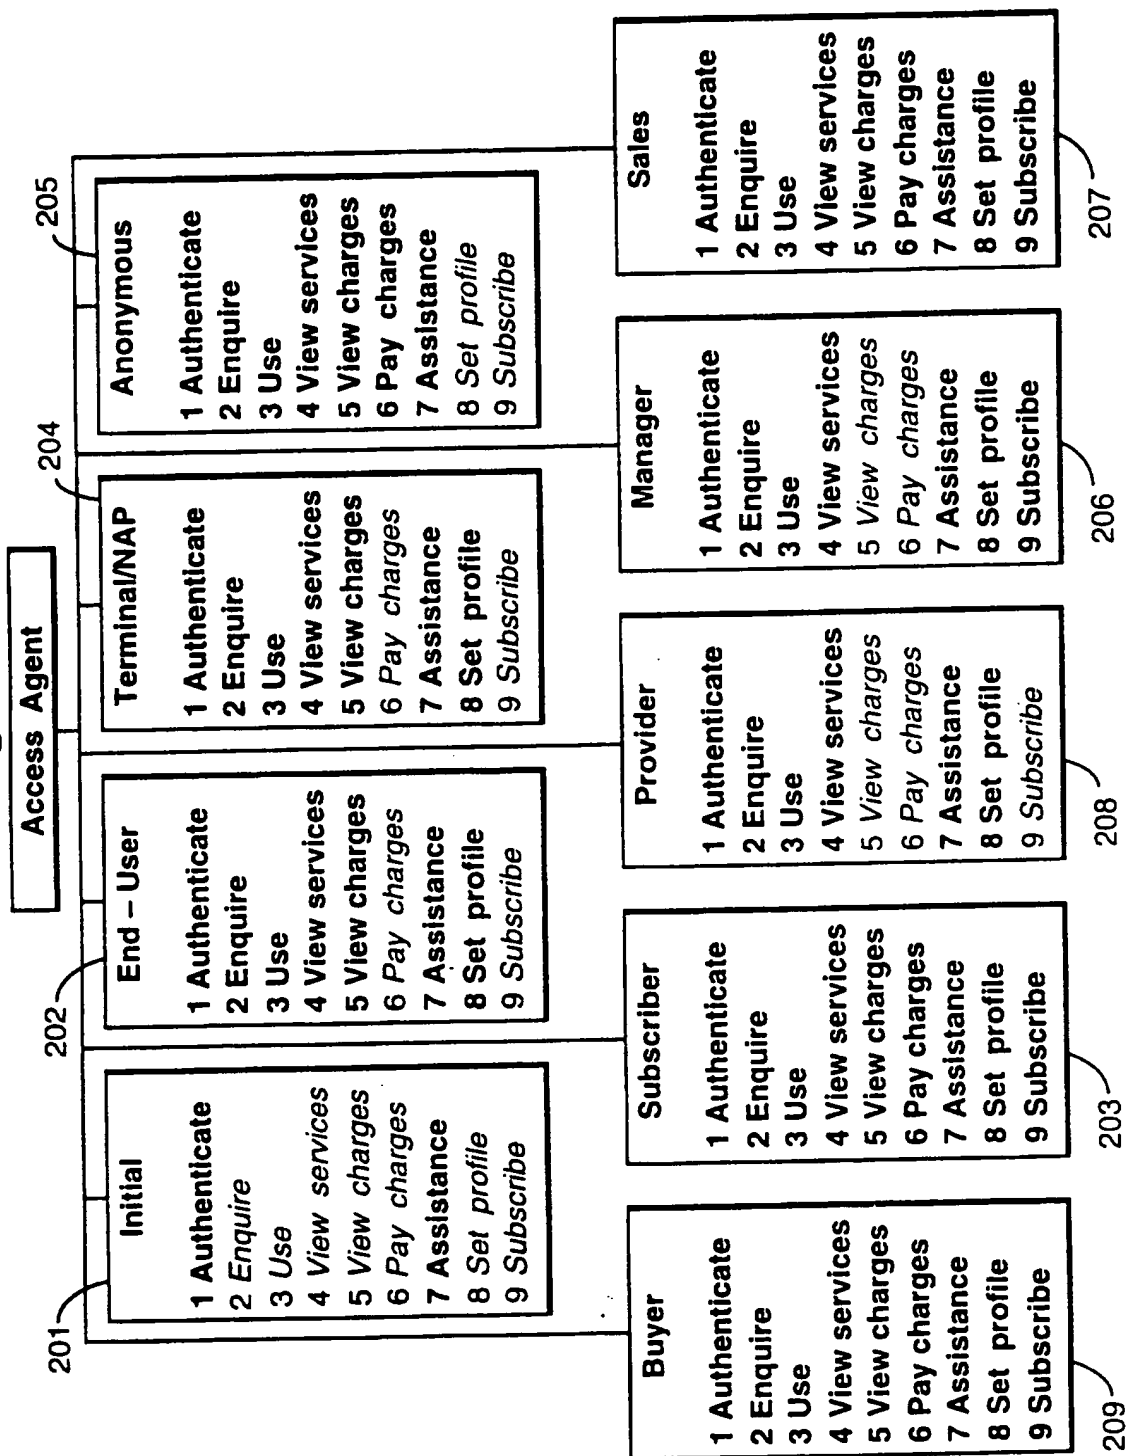 Access Agent
201
Initial
1 Authenticate
2 Enquire
3 Use
4 View services
5 View charges
6 Pay charges
7 Assistance
8 Set profile
9 Subscribe
202
End – User
1 Authenticate
2 Enquire
3 Use
4 View services
5 View charges
6 Pay charges
7 Assistance
8 Set profile
9 Subscribe
204
Terminal/NAP
1 Authenticate
2 Enquire
3 Use
4 View services
5 View charges
6 Pay charges
7 Assistance
8 Set profile
9 Subscribe
205
Anonymous
1 Authenticate
2 Enquire
3 Use
4 View services
5 View charges
6 Pay charges
7 Assistance
8 Set profile
9 Subscribe
Buyer
1 Authenticate
2 Enquire
3 Use
4 View services
5 View charges
6 Pay charges
7 Assistance
8 Set profile
9 Subscribe
209
Subscriber
1 Authenticate
2 Enquire
3 Use
4 View services
5 View charges
6 Pay charges
7 Assistance
8 Set profile
9 Subscribe
203
Provider
1 Authenticate
2 Enquire
3 Use
4 View services
5 View charges
6 Pay charges
7 Assistance
8 Set profile
9 Subscribe
208
Manager
1 Authenticate
2 Enquire
3 Use
4 View services
5 View charges
6 Pay charges
7 Assistance
8 Set profile
9 Subscribe
206
Sales
1 Authenticate
2 Enquire
3 Use
4 View services
5 View charges
6 Pay charges
7 Assistance
8 Set profile
9 Subscribe
207